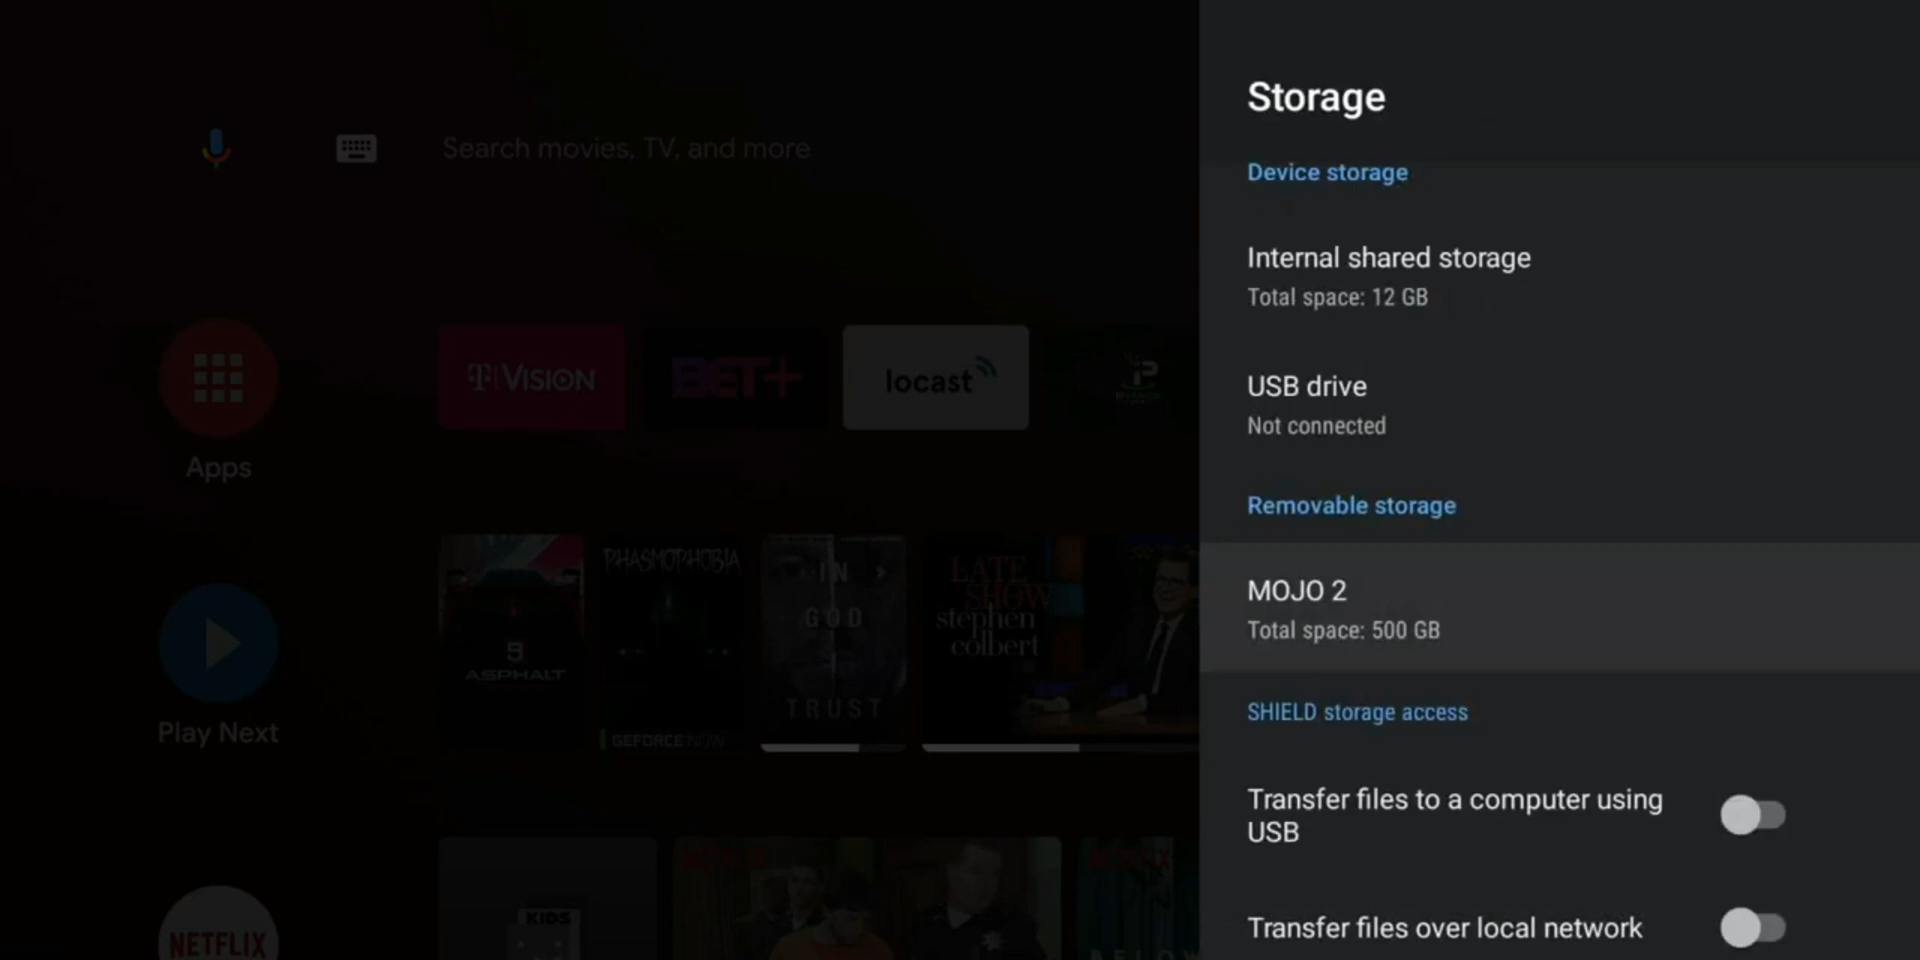 Storage
Search movies, TV, and more
Device storage
Internal shared storage
Total space: 12 GB
USB drive
Not connected
T VISION
BET+
locast
Apps
Removable storage
MOJO 2
Total space: 500 GB
PHASMOPHOBIA
IN
GOD
TRUST
LATE
SHOW
stephen
colbert
9
ASPHALT
GEFORCE NOW
Play Next
SHIELD storage access
Transfer files to a computer using
USB
Transfer files over local network
NETFLIX
KIDS
NETFLIX
NETFLIX